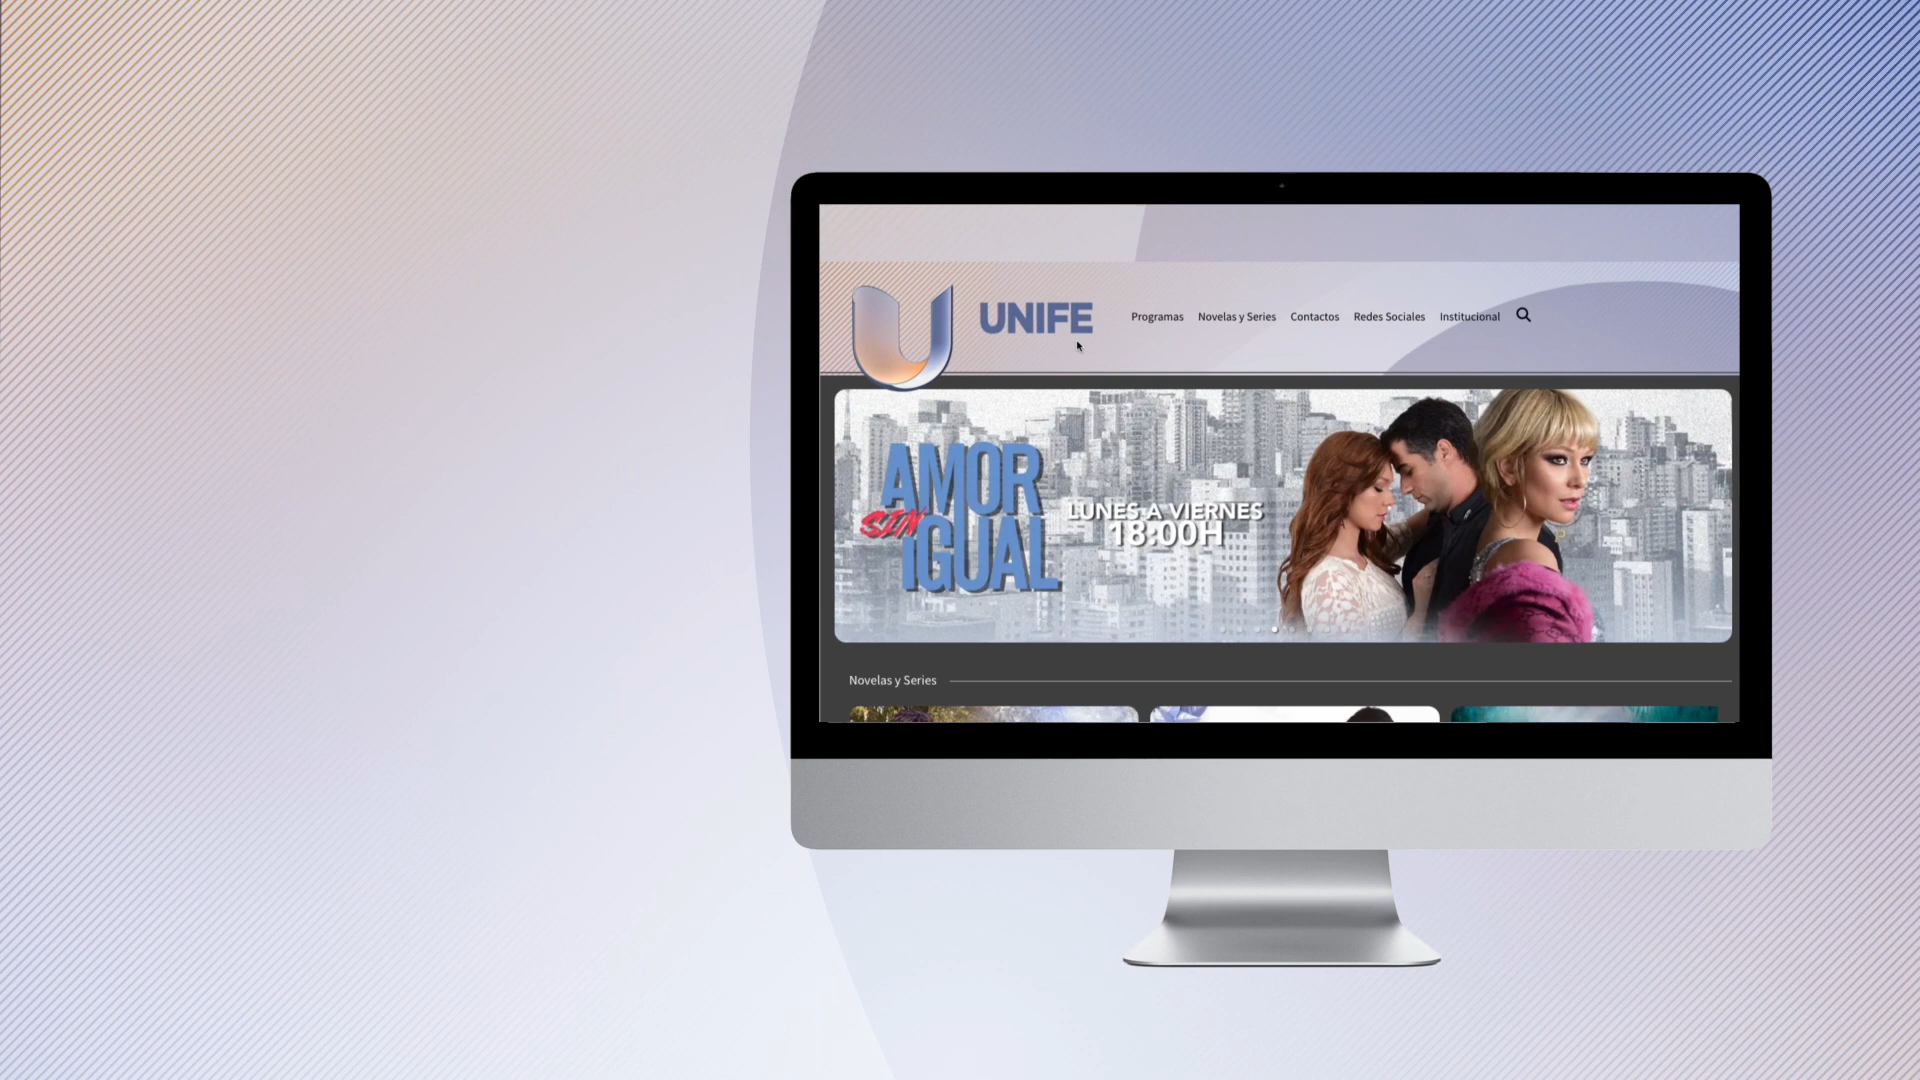 UNIFE
Programas Novelas y Series Contactos Redes Sociales Institucional
AMOR
SIN
IGUAL
LUNES A VIERNES
18:00H
Novelas y Series